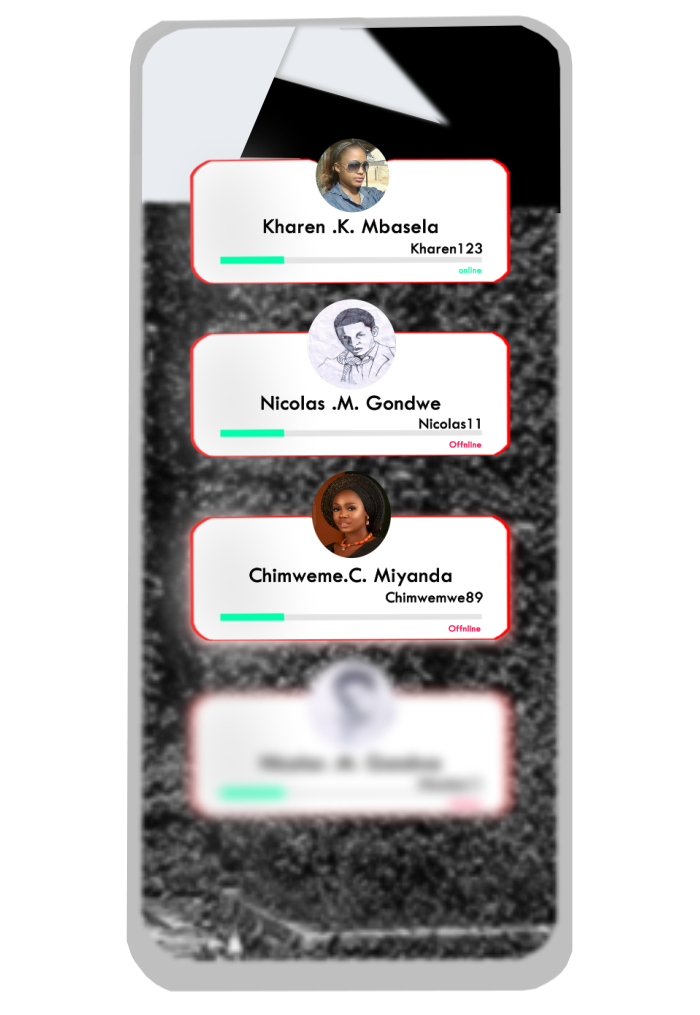 Kharen .K. Mbasela
Kharen123
online
Nicolas .M. Gondwe
Nicolas11
Offnline
Chimweme.C. Miyanda
Chimwemwe89
Offnline